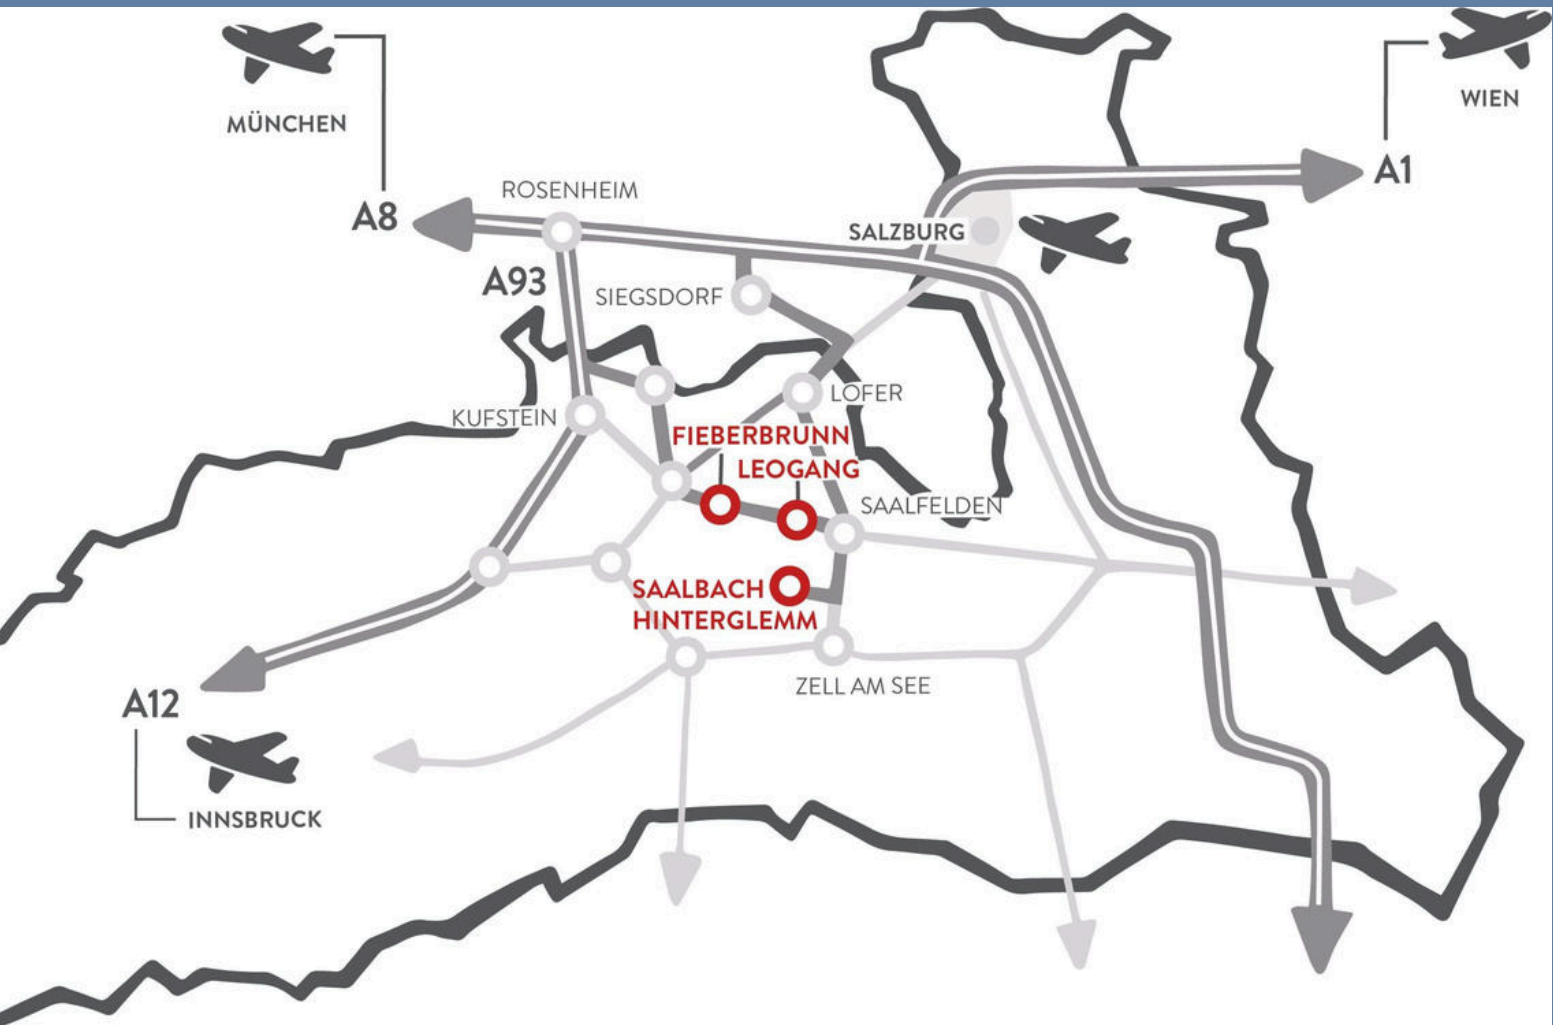 MÜNCHEN
WIEN
A1
ROSENHEIM
A8
SALZBURG
A93
SIEGSDORF
LOFER
KUFSTEIN
FIEBERBRUNN
LEOGANG
SAALFELDEN
SAALBACH
HINTERGLEMM
ZELL AM SEE
A12
INNSBRUCK